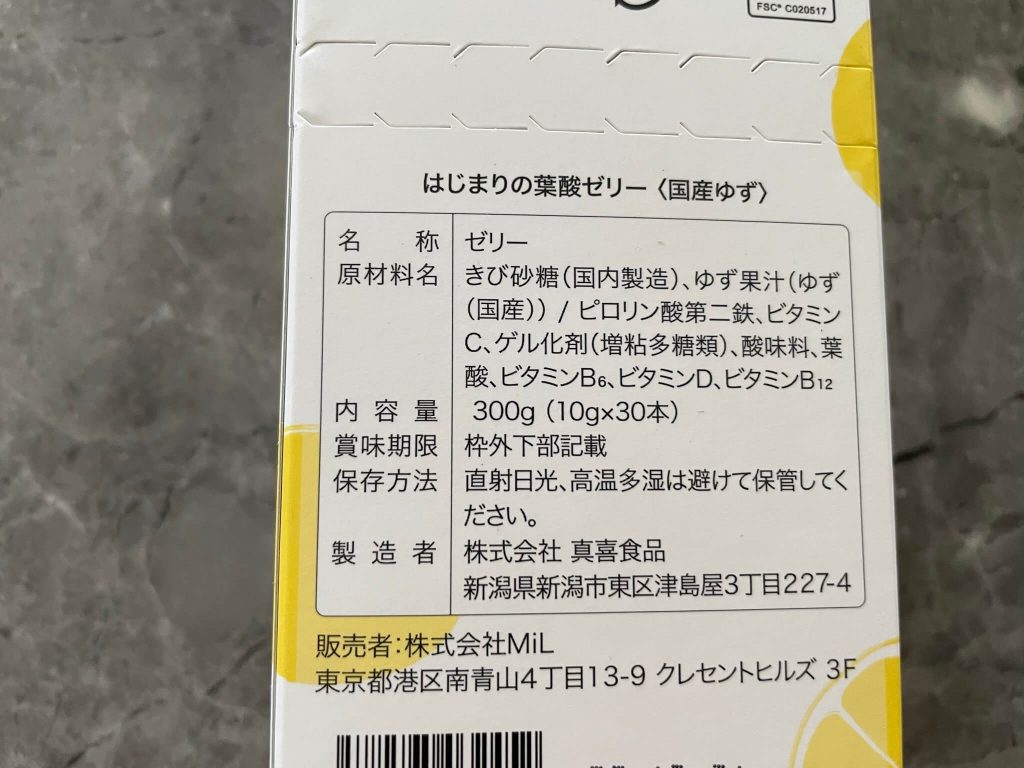 FSC® C020517
はじまりの葉酸ゼリー〈国産ゆず〉
名称 ゼリー
原材料名 きび砂糖(国内製造)、ゆず果汁(ゆず
(国産)) / ピロリン酸第二鉄、ビタミン
C、ゲル化剤(増粘多糖類)、酸味料、葉
酸、ビタミンB₆、ビタミンD、ビタミンB₁₂
内容量 300g (10g×30本)
賞味期限 枠外下部記載
保存方法 直射日光、高温多湿は避けて保管してく
ださい。
製造者 株式会社 真喜食品
新潟県新潟市東区津島屋3丁目227-4
販売者:株式会社MiL
東京都港区南青山4丁目13-9 クレセントヒルズ 3F